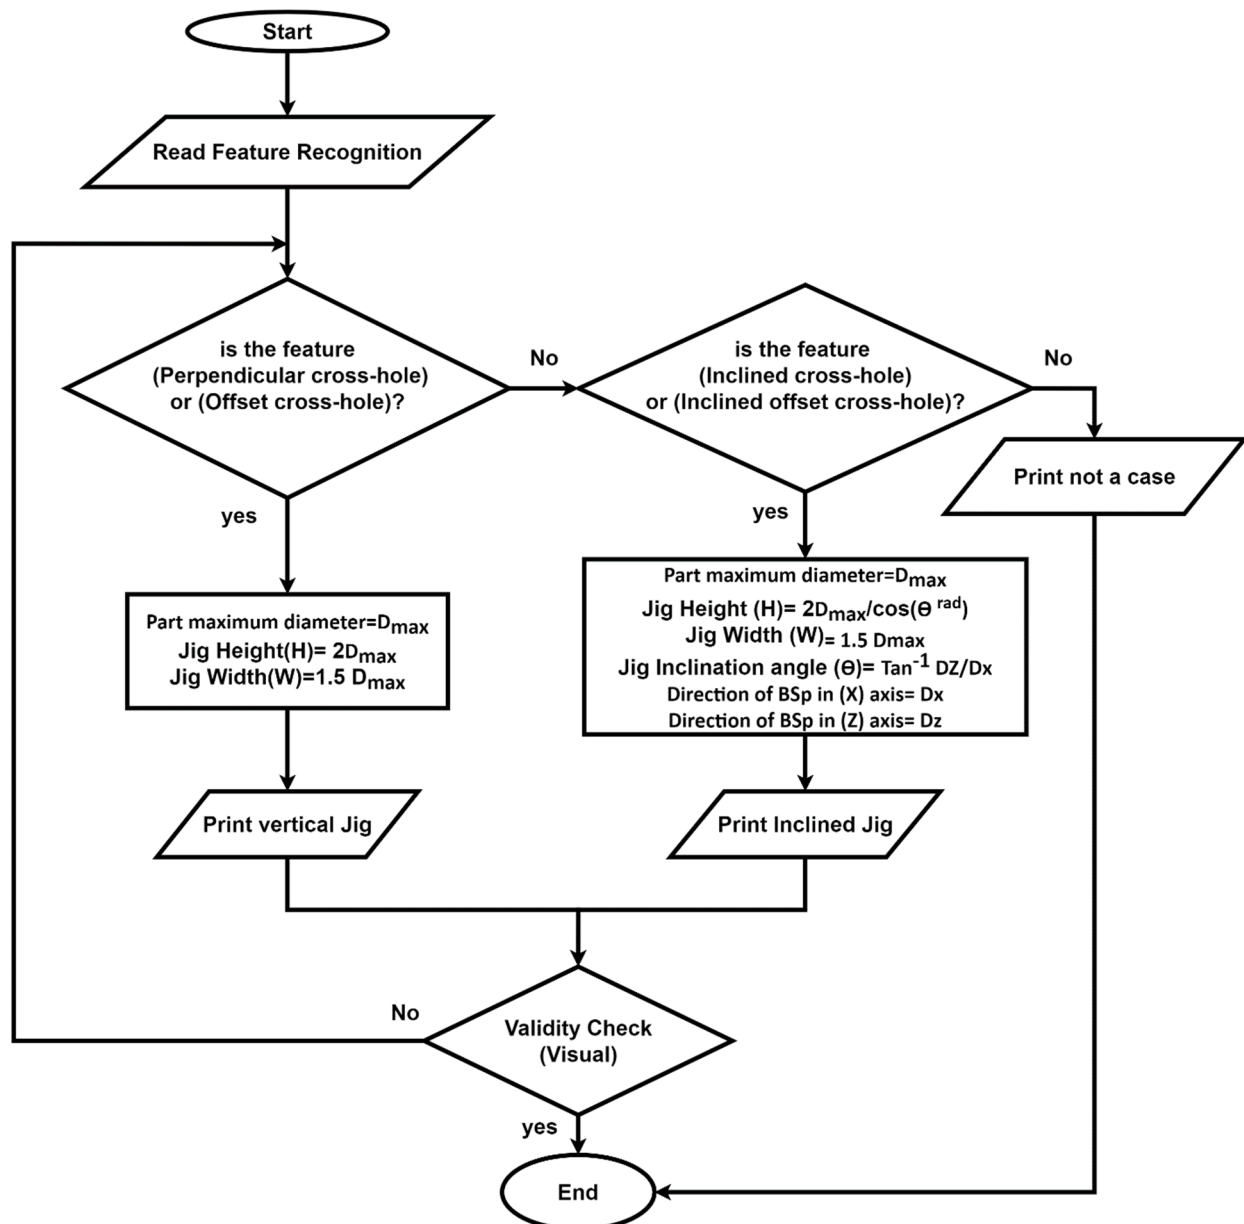 Start
Read Feature Recognition
is the feature
(Perpendicular cross-hole)
or (Offset cross-hole)?
No
is the feature
(Inclined cross-hole)
or (Inclined offset cross-hole)?
No
Print not a case
yes
yes
Part maximum diameter=Dmax
Jig Height(H)= 2Dmax
Jig Width(W)=1.5 Dmax
Part maximum diameter=Dmax
Jig Height (H)= 2Dmax/cos(Ө rad)
Jig Width (W)= 1.5 Dmax
Jig Inclination angle (Ө)= Tan-1 DZ/Dx
Direction of BSp in (X) axis= Dx
Direction of BSp in (Z) axis= Dz
Print vertical Jig
Print Inclined Jig
No
Validity Check
(Visual)
yes
End